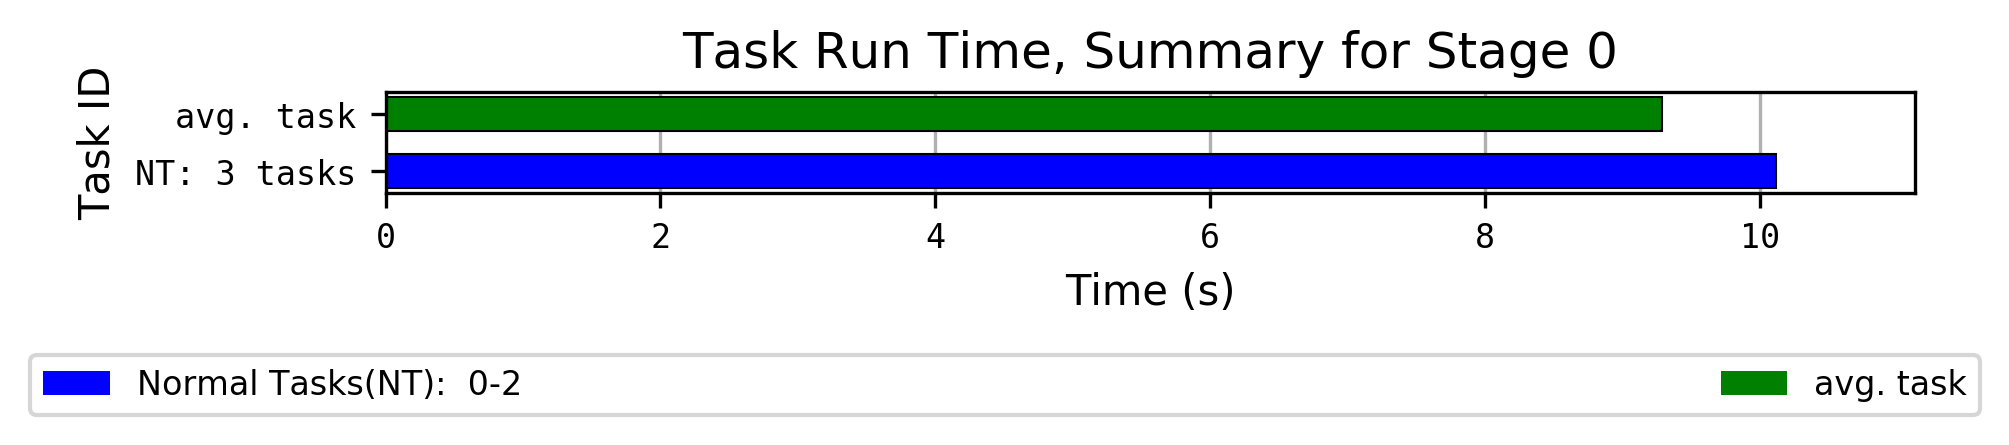 Task Run Time, Summary for Stage 0
Task ID
avg. task
NT: 3 tasks
0 2 4 6 8 10
Time (s)
Normal Tasks(NT):  0-2
avg. task